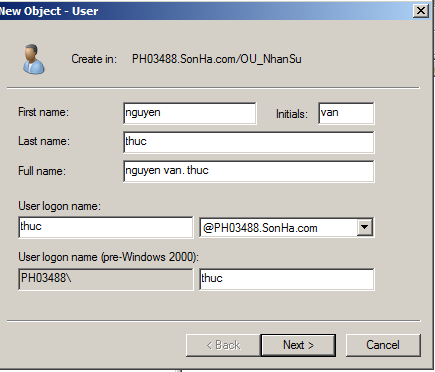 New Object - User
Create in: PH03488.SonHa.com/OU_NhanSu
First name: nguyen Initials: van
Last name: thuc
Full name: nguyen van. thuc
User logon name:
thuc @PH03488.SonHa.com
User logon name (pre-Windows 2000):
PH03488\ thuc
< Back Next > Cancel